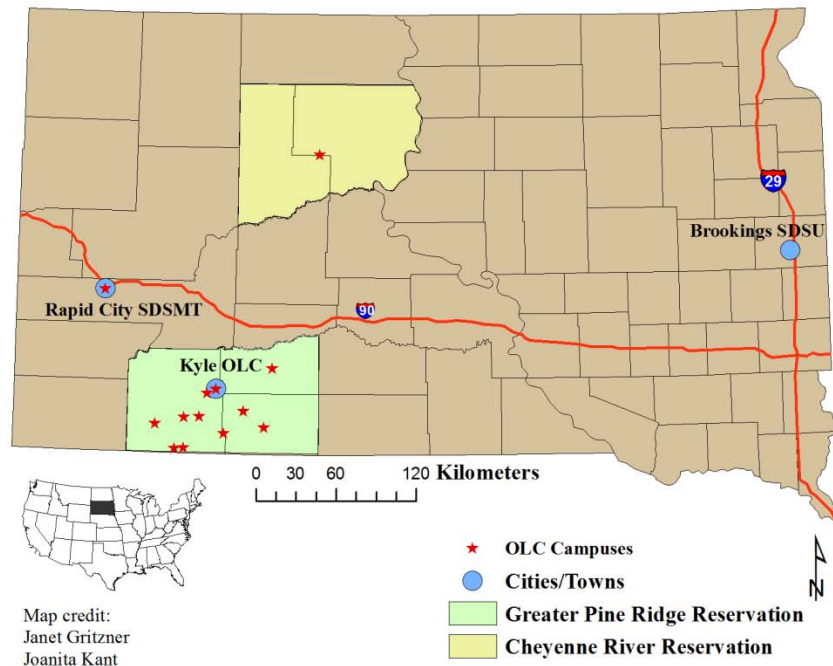 29
Brookings SDSU
Rapid City SDSMT
90
Kyle OLC
0 30 60 120 Kilometers
OLC Campuses
Cities/Towns
Greater Pine Ridge Reservation
Cheyenne River Reservation
N
Map credit:
Janet Gritzner
Joanita Kant